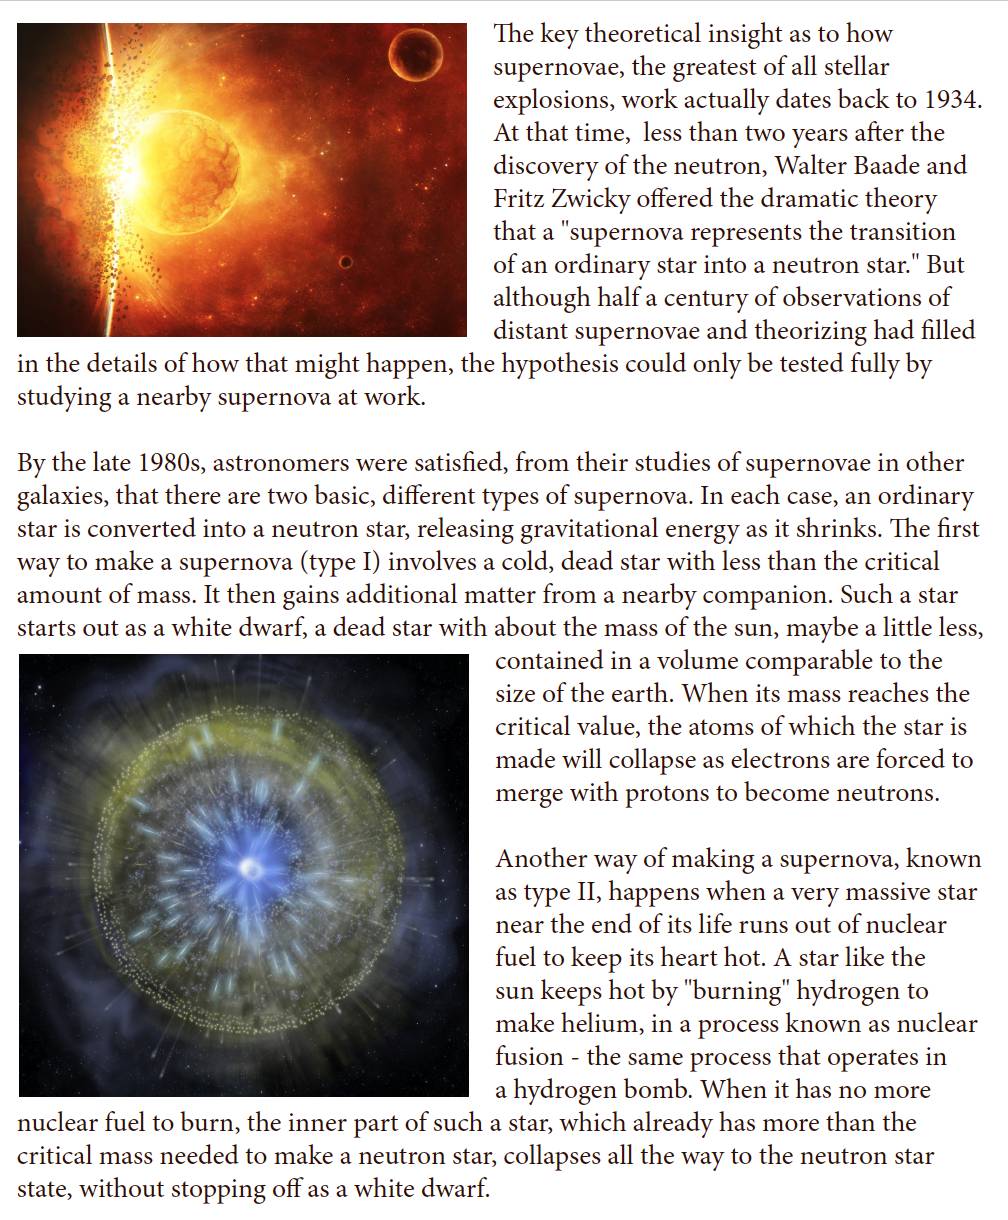 The key theoretical insight as to how
supernovae, the greatest of all stellar
explosions, work actually dates back to 1934.
At that time,  less than two years after the
discovery of the neutron, Walter Baade and
Fritz Zwicky offered the dramatic theory
that a "supernova represents the transition
of an ordinary star into a neutron star." But
although half a century of observations of
distant supernovae and theorizing had filled
in the details of how that might happen, the hypothesis could only be tested fully by
studying a nearby supernova at work.
By the late 1980s, astronomers were satisfied, from their studies of supernovae in other
galaxies, that there are two basic, different types of supernova. In each case, an ordinary
star is converted into a neutron star, releasing gravitational energy as it shrinks. The first
way to make a supernova (type I) involves a cold, dead star with less than the critical
amount of mass. It then gains additional matter from a nearby companion. Such a star
starts out as a white dwarf, a dead star with about the mass of the sun, maybe a little less,
contained in a volume comparable to the
size of the earth. When its mass reaches the
critical value, the atoms of which the star is
made will collapse as electrons are forced to
merge with protons to become neutrons.
Another way of making a supernova, known
as type II, happens when a very massive star
near the end of its life runs out of nuclear
fuel to keep its heart hot. A star like the
sun keeps hot by "burning" hydrogen to
make helium, in a process known as nuclear
fusion - the same process that operates in
a hydrogen bomb. When it has no more
nuclear fuel to burn, the inner part of such a star, which already has more than the
critical mass needed to make a neutron star, collapses all the way to the neutron star
state, without stopping off as a white dwarf.